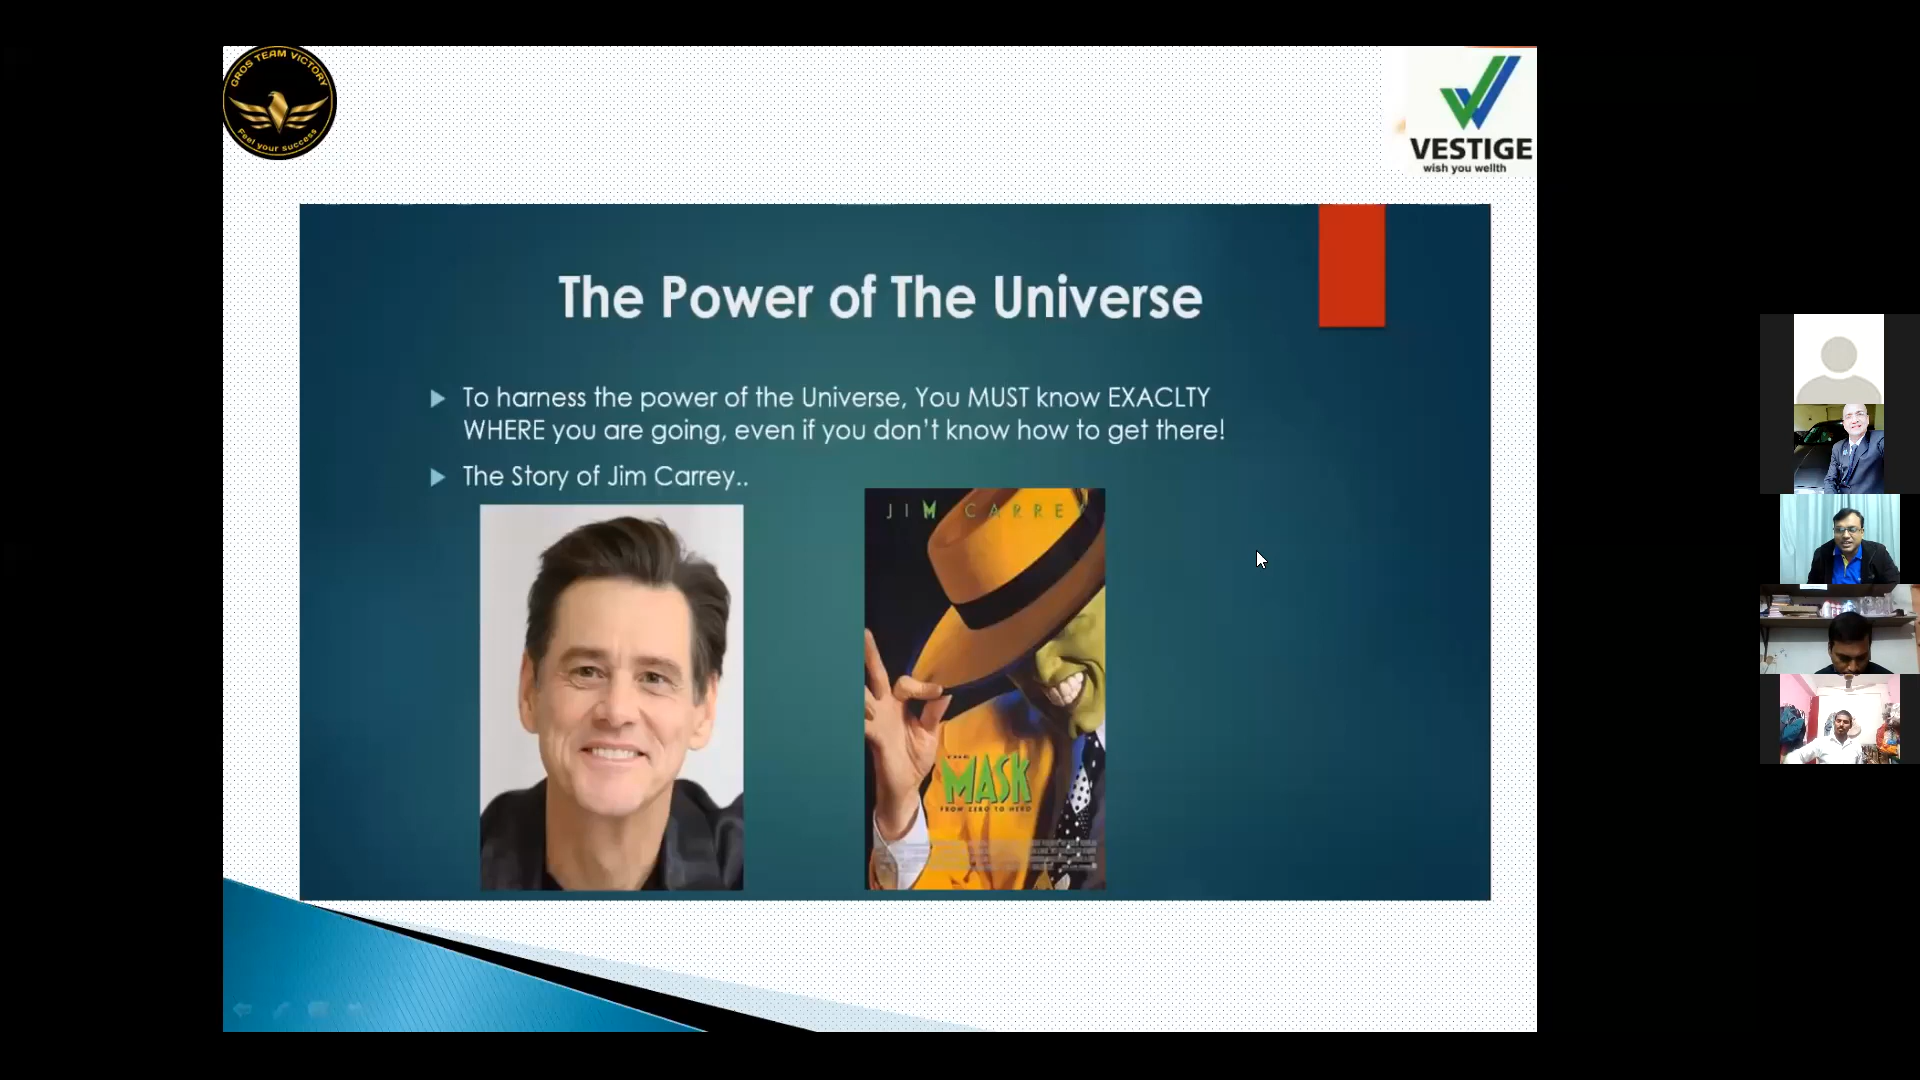 GROS TEAM VICTORY
Feel your success
VESTIGE
wish you wellth
The Power of The Universe
To harness the power of the Universe, You MUST know EXACLTY
WHERE you are going, even if you don't know how to get there!
The Story of Jim Carrey..
JIM CARREY
THE
MASK
FROM ZERO TO HERO